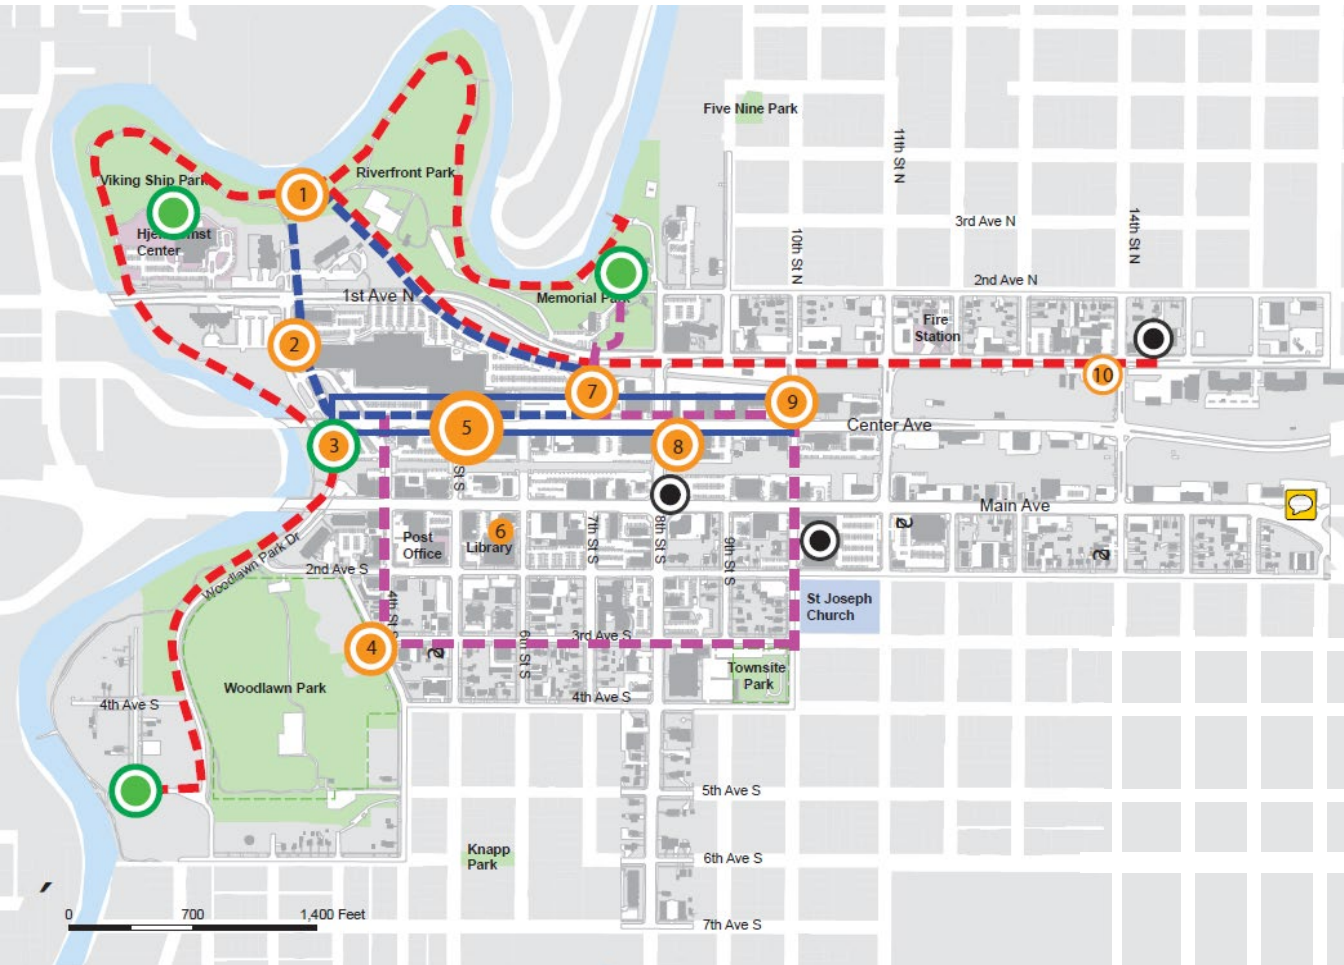 Five Nine Park
11th St N
Riverfront Park
Viking Ship Park
1
14th St N
3rd Ave N
10th St N
Center
2nd Ave N
1st Ave N
Memorial Park
Fire
Station
2
10
7
9
5
Center Ave
3
8
St S
Main Ave
6
Post
Office
Library
7th St S
8th St S
9th St S
Woodlawn Park Dr
2nd Ave S
St Joseph
Church
4th St S
4
3rd Ave S
6th St S
Woodlawn Park
Townsite
Park
4th Ave S
4th Ave S
5th Ave S
Knapp
Park
6th Ave S
0
700
1,400 Feet
7th Ave S